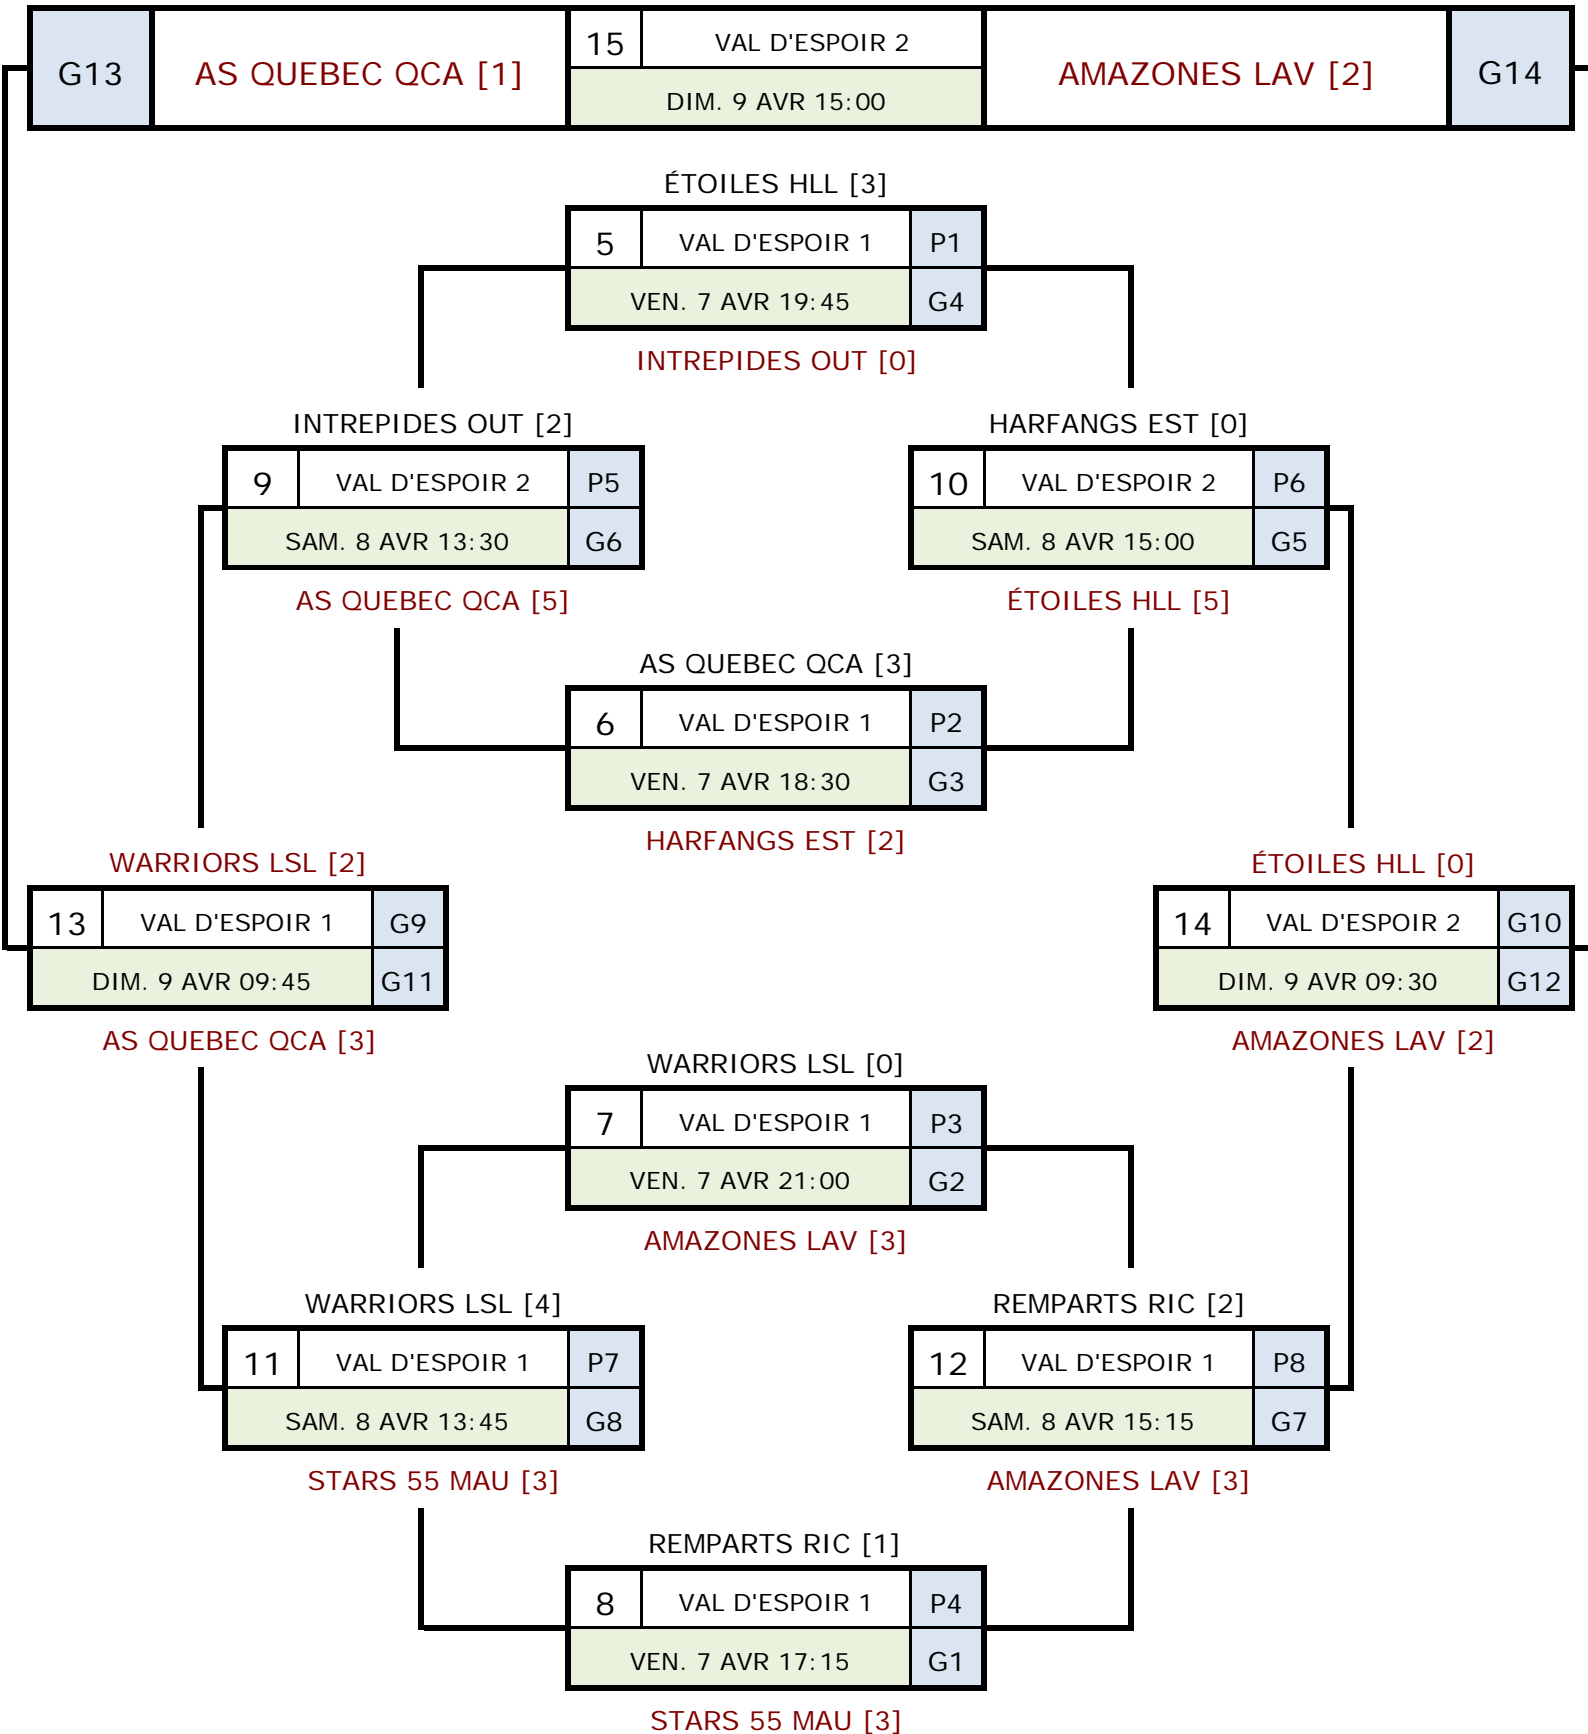 G13 AS QUEBEC QCA [1] 15 VAL D'ESPOIR 2 AMAZONES LAV [2] G14
DIM. 9 AVR 15:00
ÉTOILES HLL [3]
5 VAL D'ESPOIR 1 P1
VEN. 7 AVR 19:45 G4
INTREPIDES OUT [0]
INTREPIDES OUT [2]
9 VAL D'ESPOIR 2 P5
SAM. 8 AVR 13:30 G6
AS QUEBEC QCA [5]
HARFANGS EST [0]
10 VAL D'ESPOIR 2 P6
SAM. 8 AVR 15:00 G5
ÉTOILES HLL [5]
AS QUEBEC QCA [3]
6 VAL D'ESPOIR 1 P2
VEN. 7 AVR 18:30 G3
HARFANGS EST [2]
WARRIORS LSL [2]
13 VAL D'ESPOIR 1 G9
DIM. 9 AVR 09:45 G11
AS QUEBEC QCA [3]
ÉTOILES HLL [0]
14 VAL D'ESPOIR 2 G10
DIM. 9 AVR 09:30 G12
AMAZONES LAV [2]
WARRIORS LSL [0]
7 VAL D'ESPOIR 1 P3
VEN. 7 AVR 21:00 G2
AMAZONES LAV [3]
WARRIORS LSL [4]
11 VAL D'ESPOIR 1 P7
SAM. 8 AVR 13:45 G8
STARS 55 MAU [3]
REMPARTS RIC [2]
12 VAL D'ESPOIR 1 P8
SAM. 8 AVR 15:15 G7
AMAZONES LAV [3]
REMPARTS RIC [1]
8 VAL D'ESPOIR 1 P4
VEN. 7 AVR 17:15 G1
STARS 55 MAU [3]